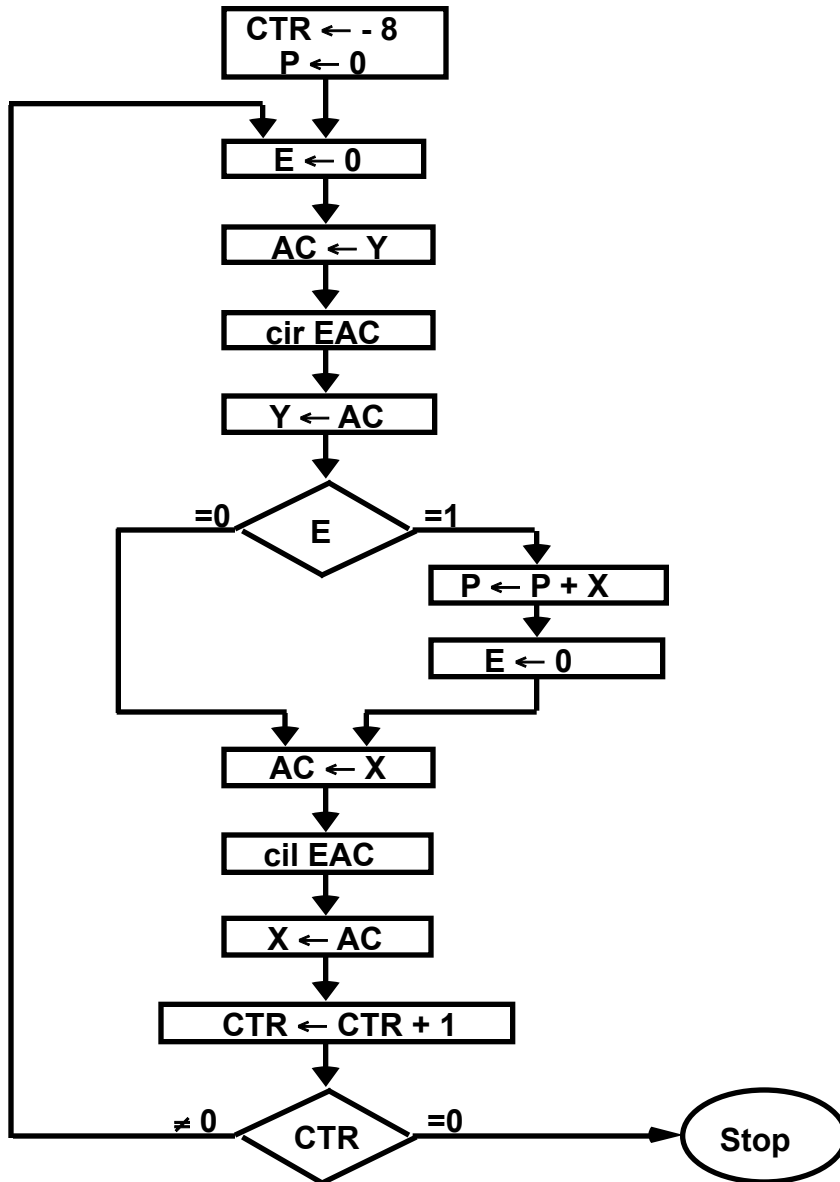 CTR ← - 8
P ← 0
E ← 0
AC ← Y
cir EAC
Y ← AC
=0
E
=1
P ← P + X
E ← 0
AC ← X
cil EAC
X ← AC
CTR ← CTR + 1
≠ 0
CTR
=0
Stop